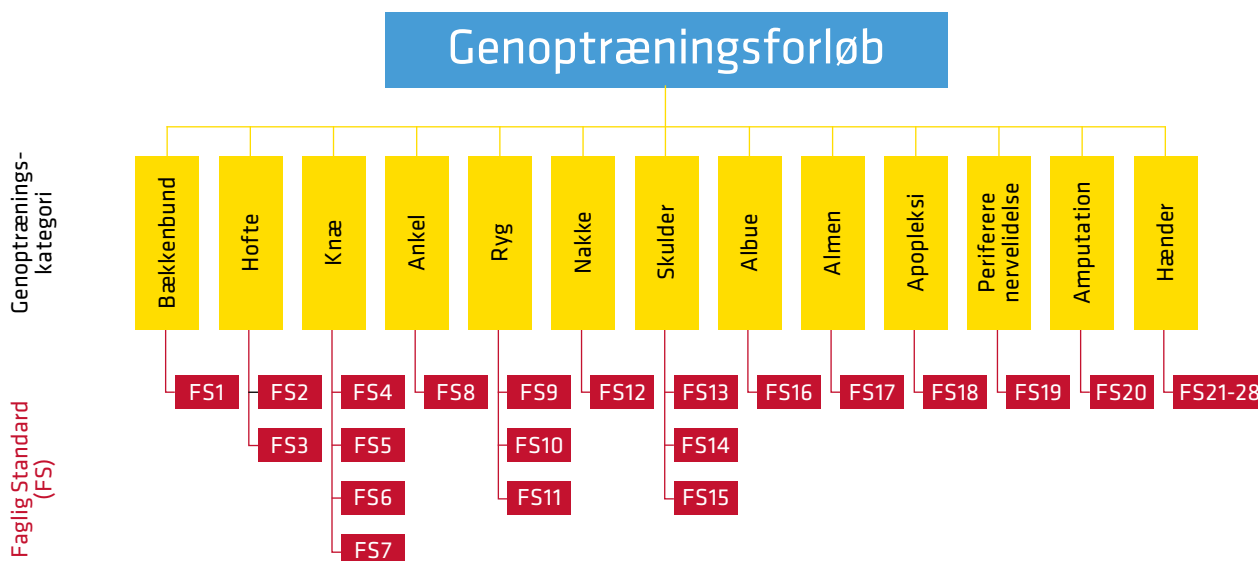 Genoptræningsforløb
Genoptrænings-
kategori
Bækkenbund
Hofte
Knæ
Ankel
Ryg
Nakke
Skulder
Albue
Almen
Apopleksi
Periferere
nervelidelse
Amputation
Hænder
Faglig Standard
(FS)
FS1
FS2
FS4
FS8
FS9
FS12
FS13
FS16
FS17
FS18
FS19
FS20
FS21-28
FS3
FS5
FS10
FS14
FS6
FS11
FS15
FS7